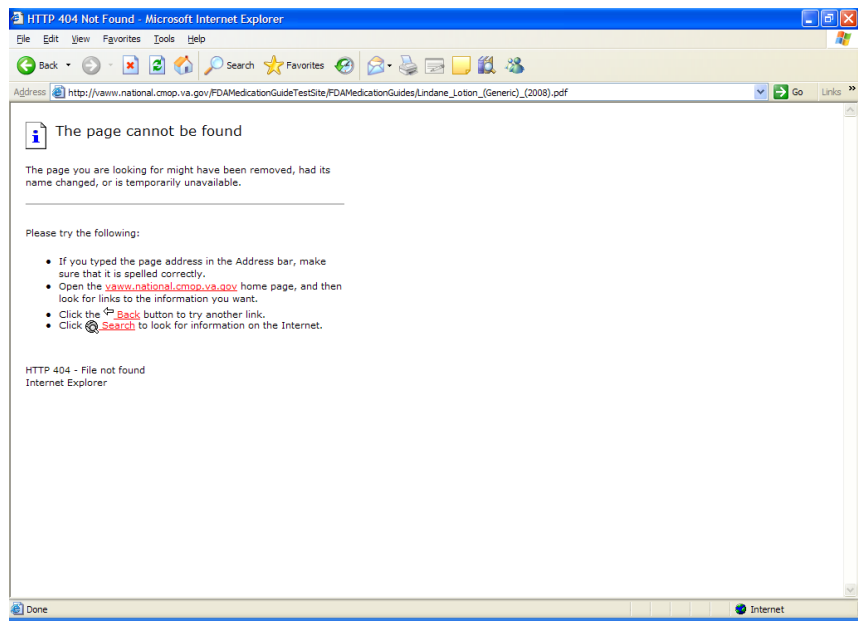 HTTP 404 Not Found - Microsoft Internet Explorer
File Edit View Favorites Tools Help
Back Search Favorites
Address http://vaww.national.cmop.va.gov/FDAMedicationGuideTestSite/FDAMedicationGuides/Lindane_Lotion_(Generic)_(2008).pdf Go Links »
The page cannot be found
The page you are looking for might have been removed, had its
name changed, or is temporarily unavailable.
Please try the following:
• If you typed the page address in the Address bar, make
sure that it is spelled correctly.
• Open the vaww.national.cmop.va.gov home page, and then
look for links to the information you want.
• Click the Back button to try another link.
• Click Search to look for information on the Internet.
HTTP 404 - File not found
Internet Explorer
Done Internet